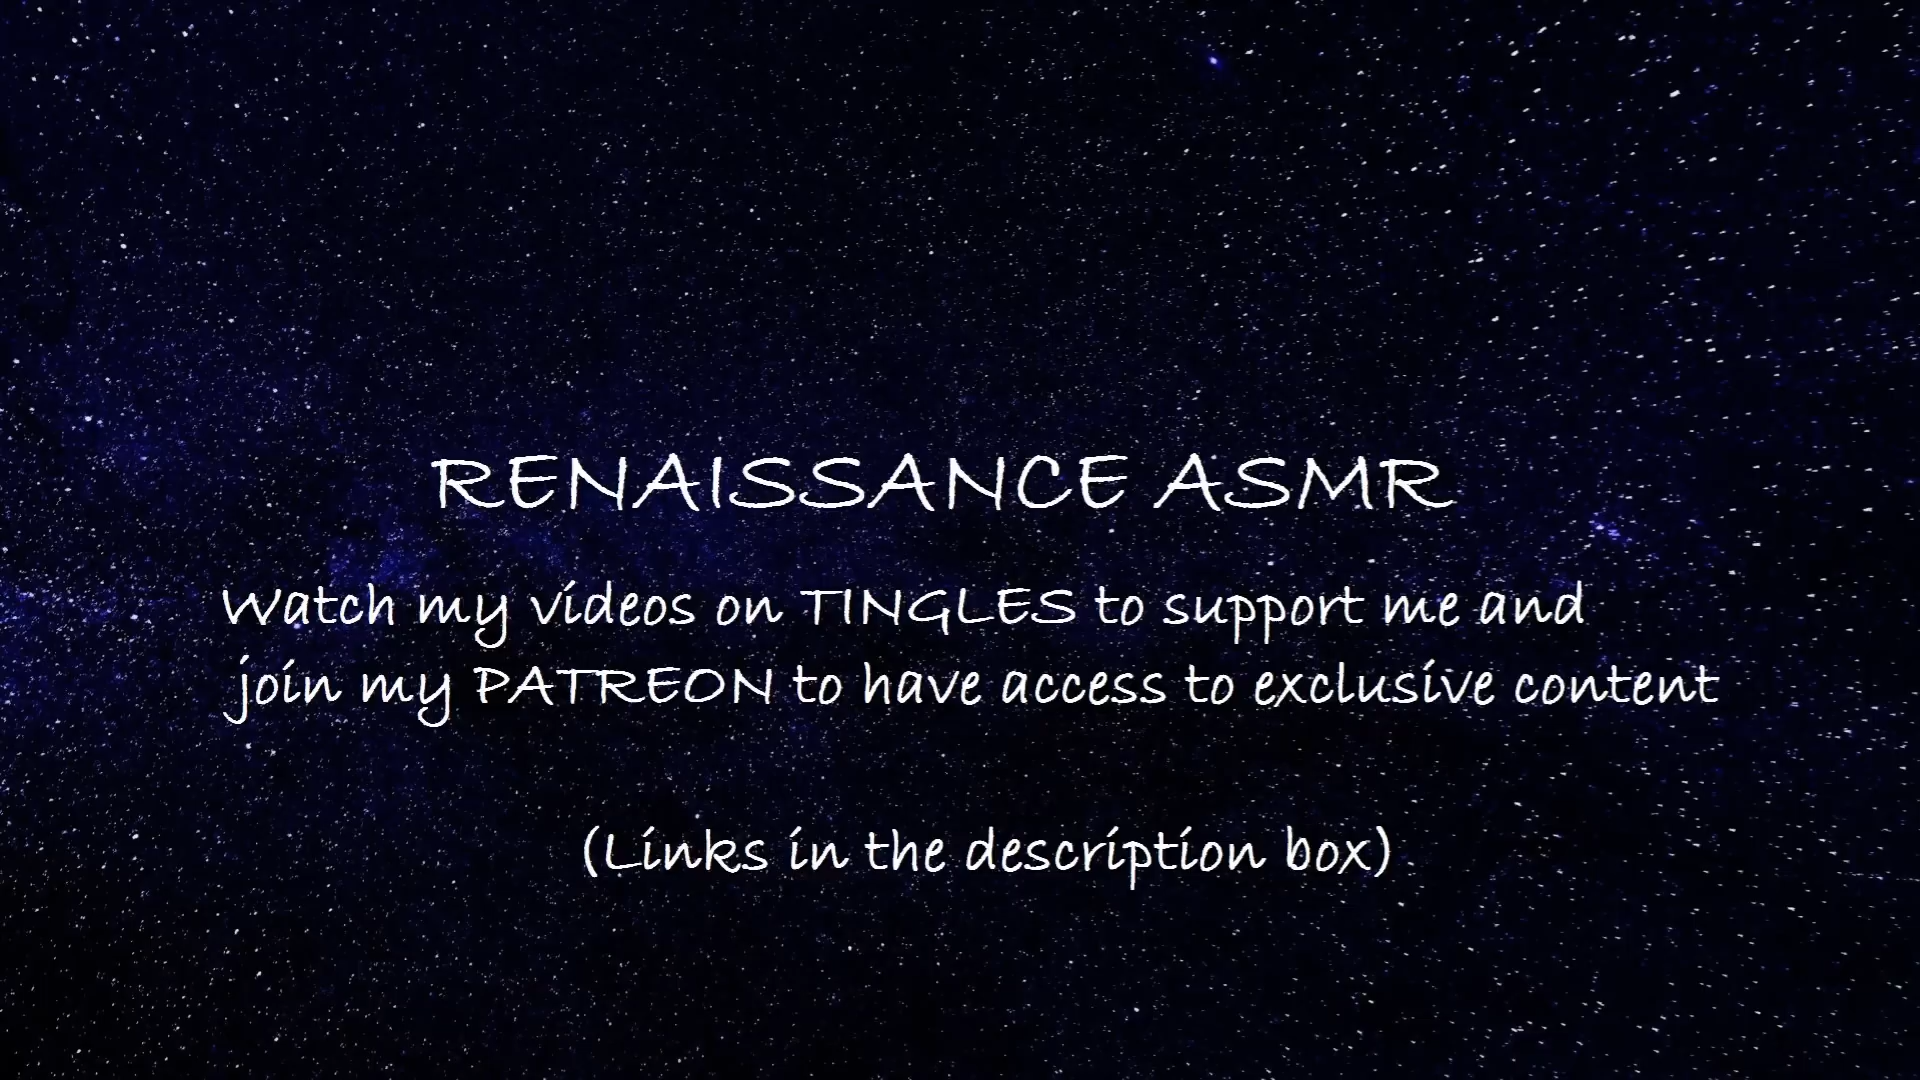 RENAISSANCE ASMR
Watch my videos on TINGLES to support me and
join my PATREON to have access to exclusive content
(Links in the description box)